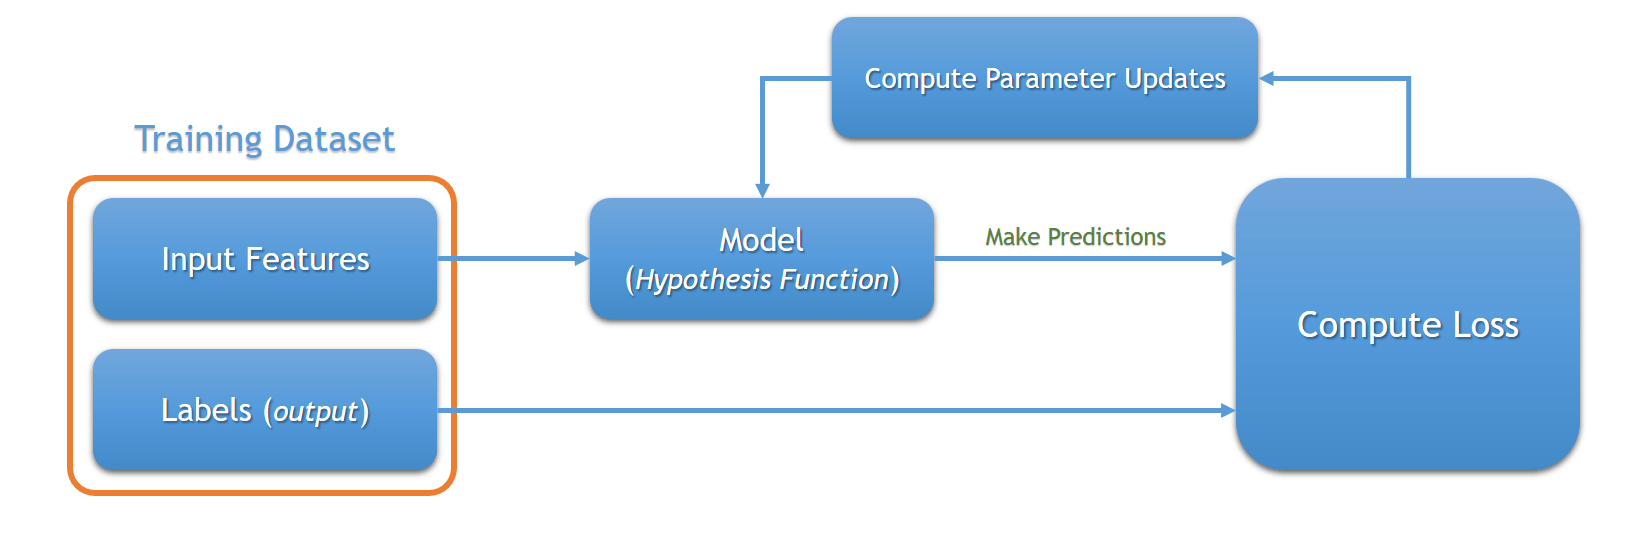 Compute Parameter Updates
Training Dataset
Input Features
Model
(Hypothesis Function)
Make Predictions
Compute Loss
Labels (output)